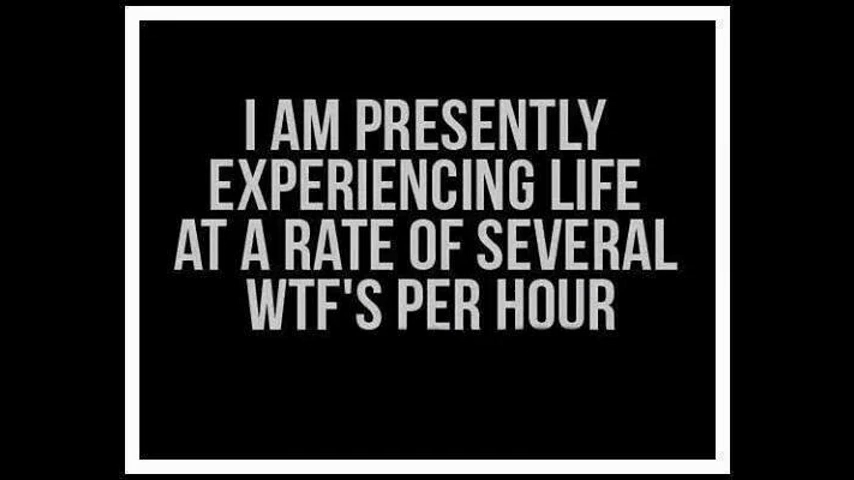 I AM PRESENTLY
EXPERIENCING LIFE
AT A RATE OF SEVERAL
WTF'S PER HOUR